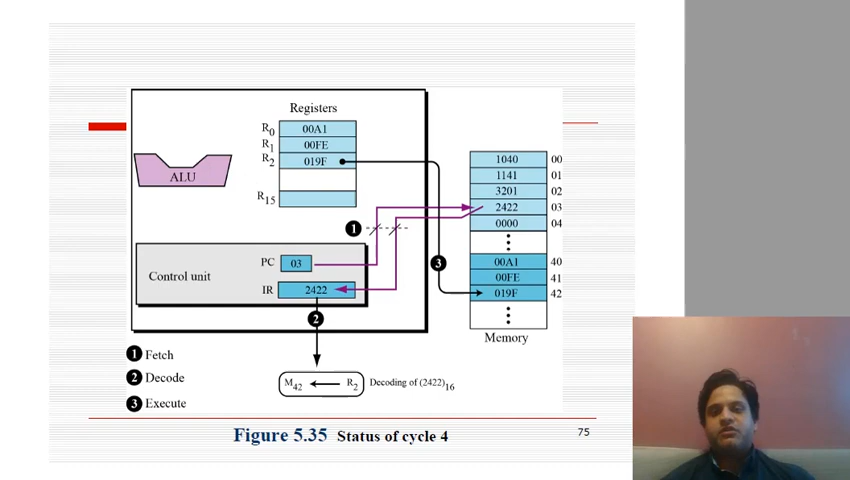 Registers
R0 00A1
R1 00FE
R2 019F
R15
ALU
1040 00
1141 01
3201 02
2422 03
0000 04
00A1 40
00FE 41
019F 42
Memory
1
3
Control unit
PC 03
IR 2422
2
1 Fetch
2 Decode
3 Execute
M42 R2 Decoding of (2422)16
Figure 5.35 Status of cycle 4
75